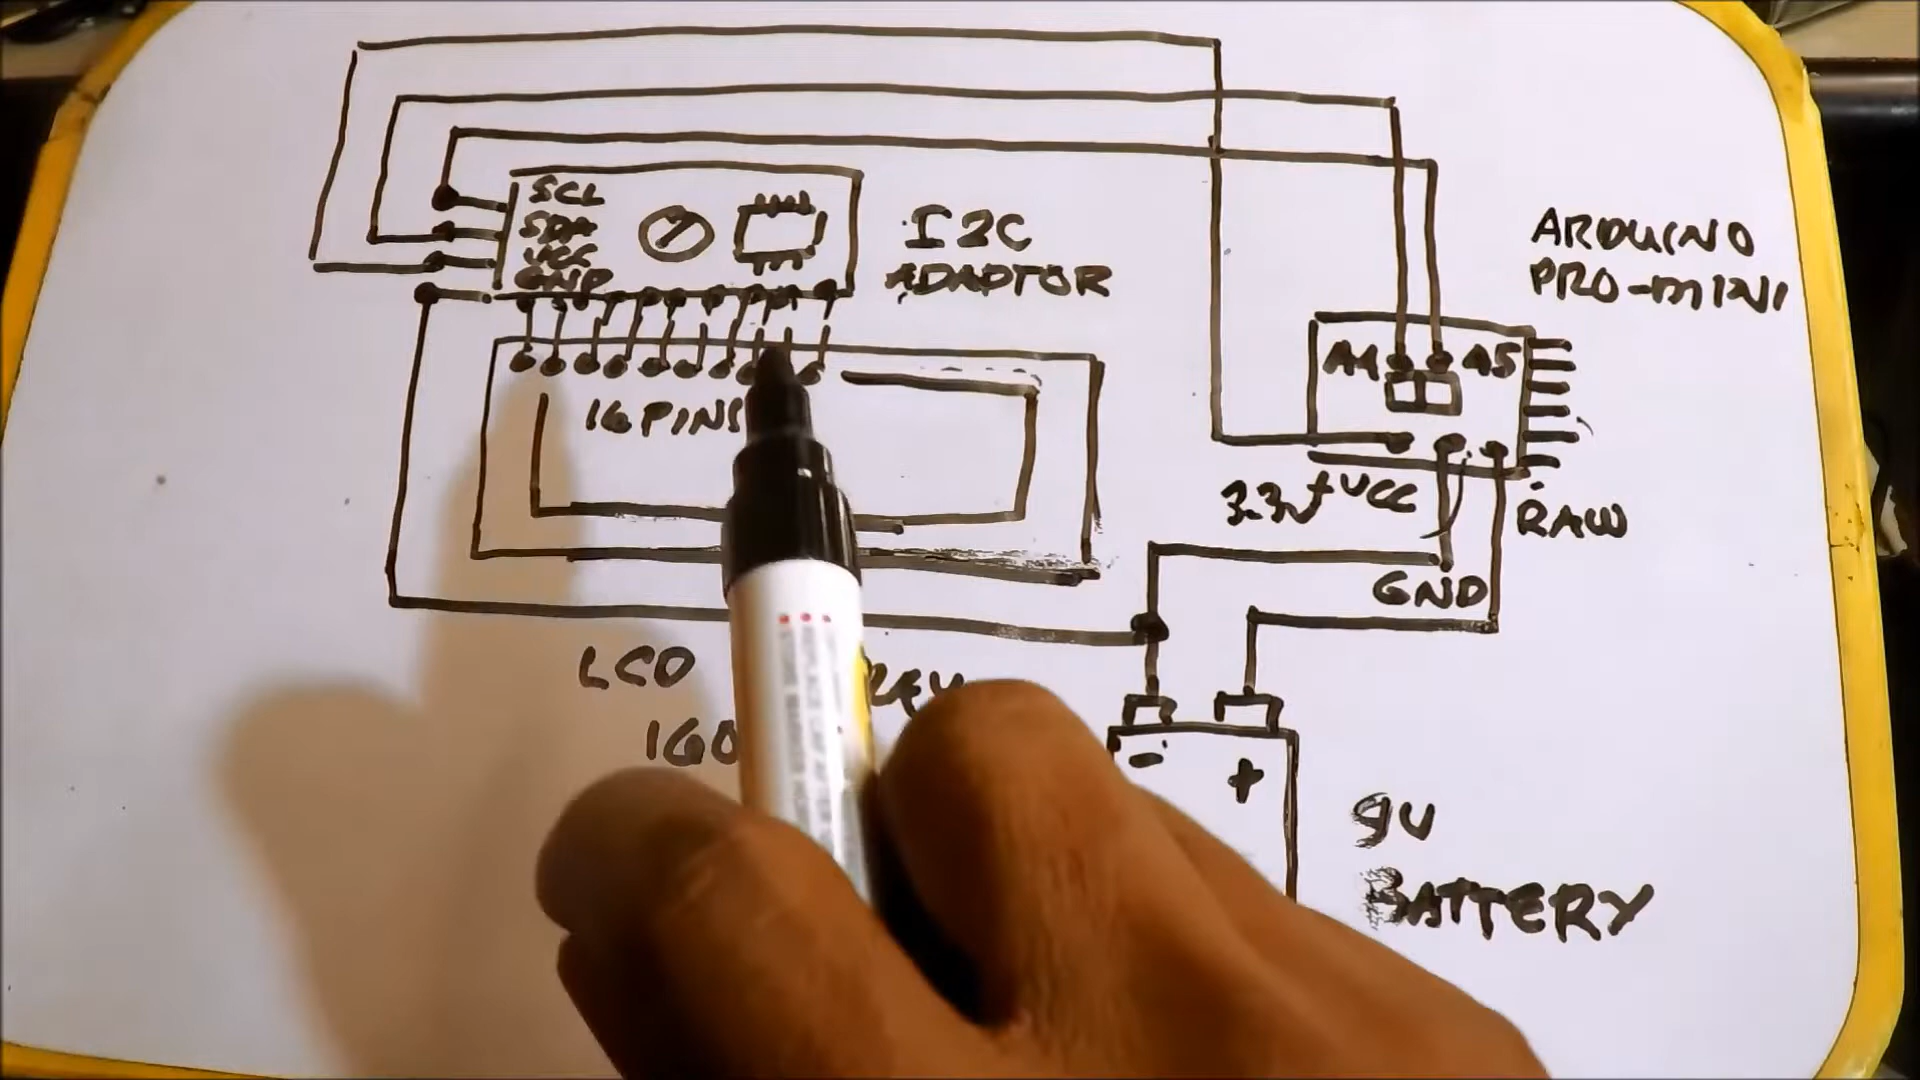 SCL
SDA
VCC
GND
I2C
ADAPTOR
ARDUINO
PRO-MINI
A4
A5
16 PINS
3.3V
+VCC
RAW
GND
LCD
160
-
+
9V
BATTERY